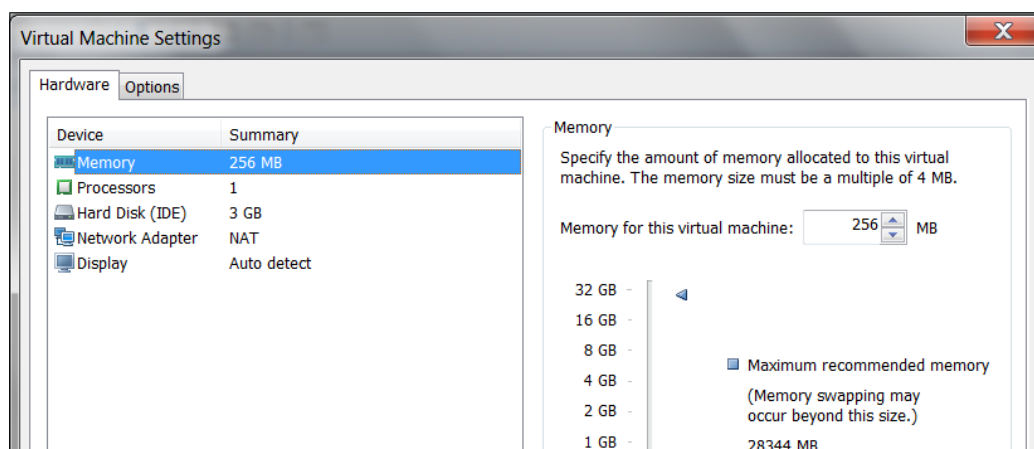 Virtual Machine Settings
Hardware Options
Device Summary
Memory 256 MB
Processors 1
Hard Disk (IDE) 3 GB
Network Adapter NAT
Display Auto detect
Memory
Specify the amount of memory allocated to this virtual
machine. The memory size must be a multiple of 4 MB.
Memory for this virtual machine: 256 MB
32 GB
16 GB
8 GB
4 GB
2 GB
1 GB
Maximum recommended memory
(Memory swapping may
occur beyond this size.)
28344 MB